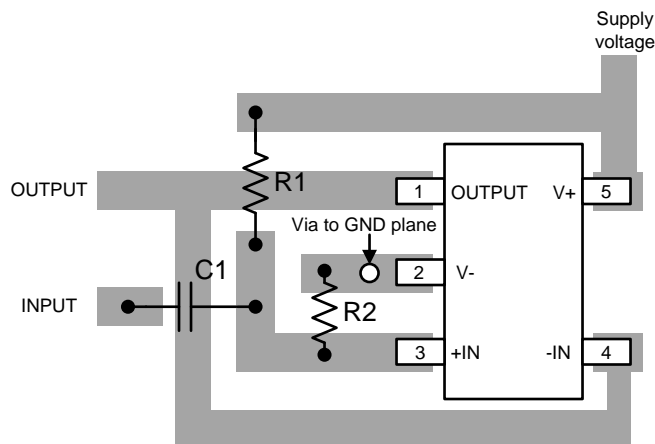 Supply
voltage
R1
OUTPUT
1
OUTPUT
V+
5
Via to GND plane
C1
2
V-
INPUT
R2
3
+IN
-IN
4